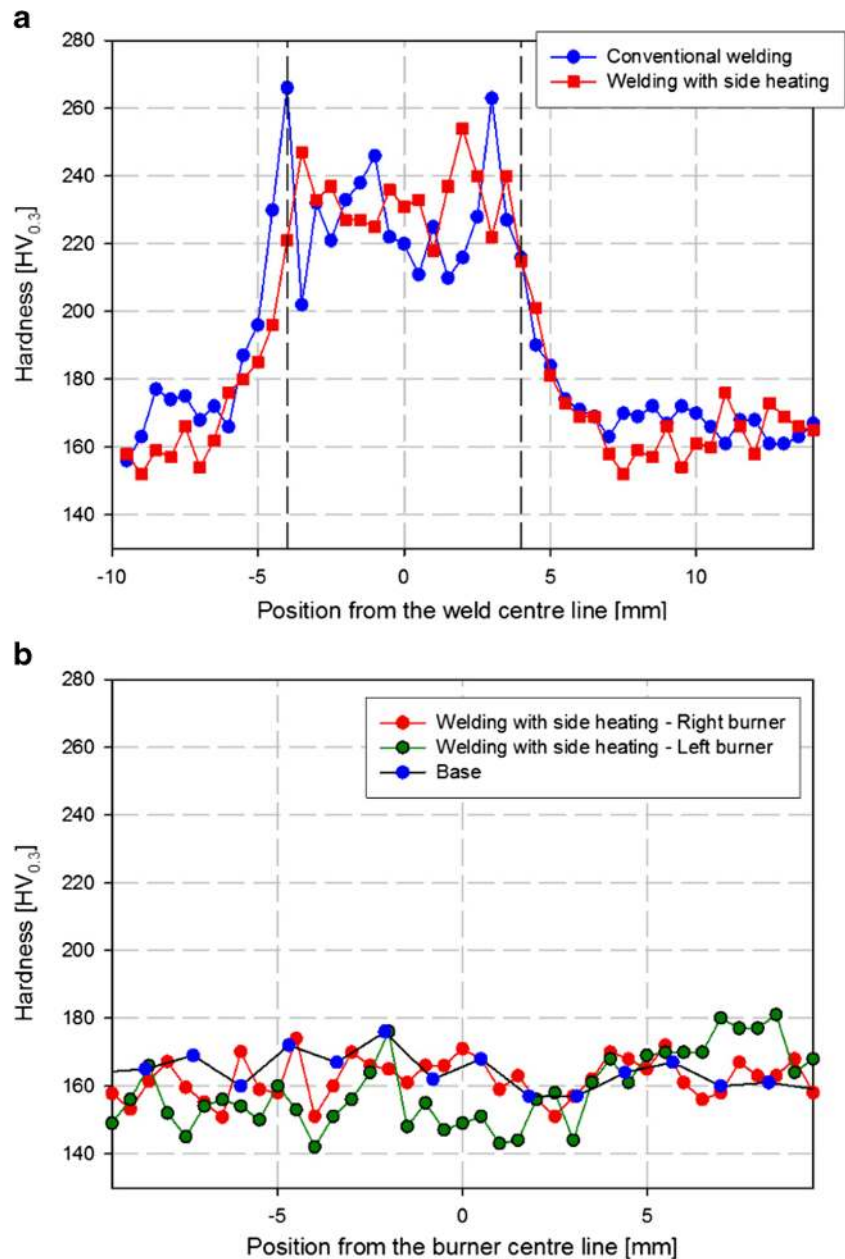 a
280
260
240
220
200
180
160
140
Hardness [HV0.3]
Conventional welding
Welding with side heating
-10 -5 0 5 10
Position from the weld centre line [mm]
b
280
260
240
220
200
180
160
140
Hardness [HV0.3]
Welding with side heating - Right burner
Welding with side heating - Left burner
Base
-5 0 5
Position from the burner centre line [mm]